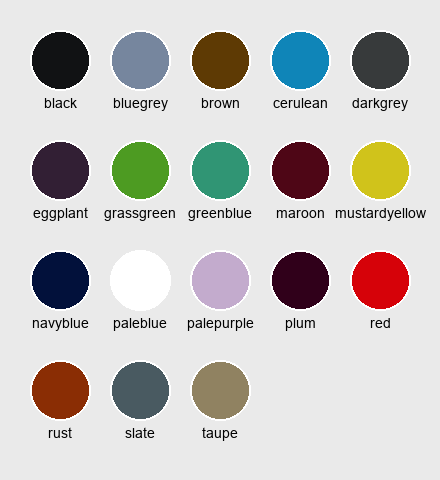 black bluegrey brown cerulean darkgrey
eggplant grassgreen greenblue maroon mustardyellow
navyblue paleblue palepurple plum red
rust slate taupe